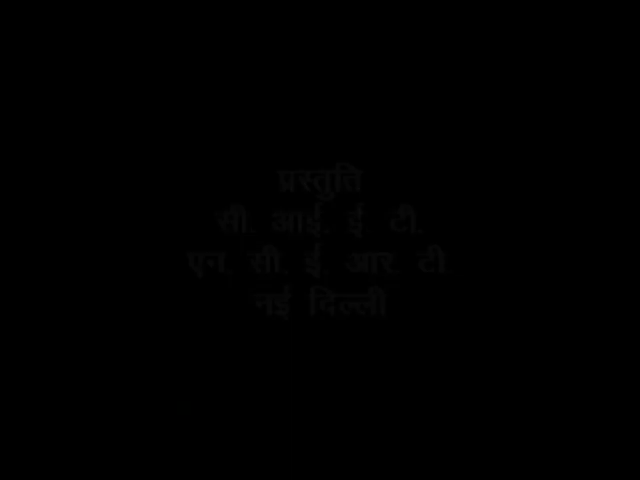 प्रस्तुति
सी. आई. ई. टी.
एन. सी. ई. आर. टी.
नई दिल्ली